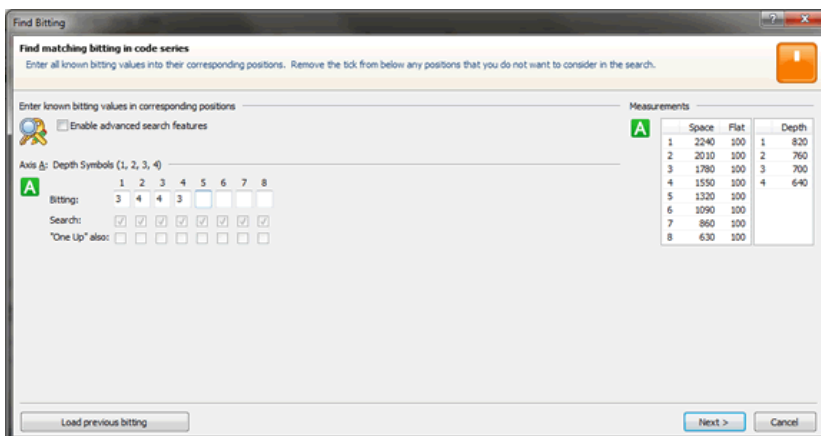 Find Bitting
Find matching bitting in code series
Enter all known bitting values into their corresponding positions. Remove the tick from below any positions that you do not want to consider in the search.
Enter known bitting values in corresponding positions
Enable advanced search features
Axis A: Depth Symbols (1, 2, 3, 4)
A
1 2 3 4 5 6 7 8
Bitting: 3 4 4 3
Search:
"One Up" also:
Measurements
A
Space Flat
1 2240 100
2 2010 100
3 1780 100
4 1550 100
5 1320 100
6 1090 100
7 860 100
8 630 100
Depth
1 820
2 760
3 700
4 640
Load previous bitting
Next >
Cancel